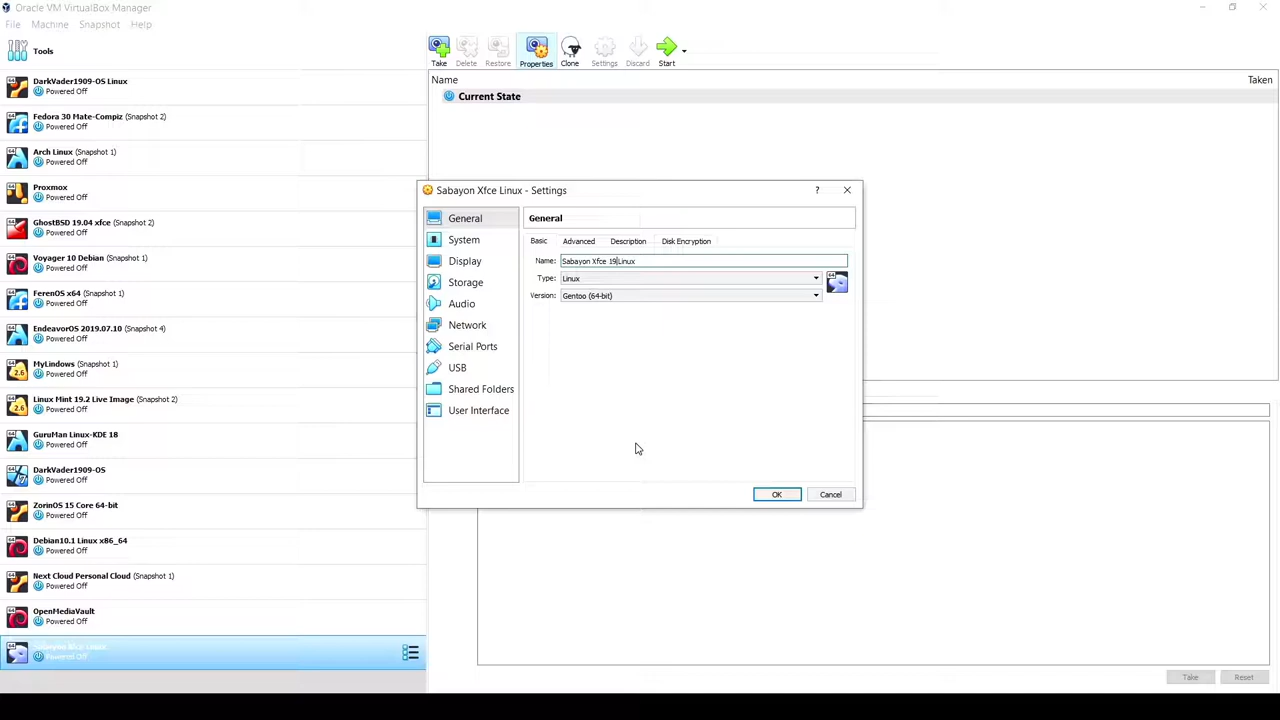 Oracle VM VirtualBox Manager
File Machine Snapshot Help
Tools
Take Delete Restore Properties Clone Settings Discard Start
Name Taken
Current State
DarkVader1909-OS Linux
Powered Off
Fedora 30 Mate-Compiz (Snapshot 2)
Powered Off
Arch Linux (Snapshot 1)
Powered Off
Proxmox
Powered Off
GhostBSD 19.04 xfce (Snapshot 2)
Powered Off
Voyager 10 Debian (Snapshot 1)
Powered Off
FerenOS x64 (Snapshot 1)
Powered Off
EndeavorOS 2019.07.10 (Snapshot 4)
Powered Off
MyLindows (Snapshot 1)
Powered Off
Linux Mint 19.2 Live Image (Snapshot 2)
Powered Off
GuruMan Linux-KDE 18
Powered Off
DarkVader1909-OS
Powered Off
ZorinOS 15 Core 64-bit
Powered Off
Debian10.1 Linux x86_64
Powered Off
Next Cloud Personal Cloud (Snapshot 1)
Powered Off
OpenMediaVault
Powered Off
Sabayon Xfce Linux
Powered Off
Sabayon Xfce Linux - Settings
?
General
System
Display
Storage
Audio
Network
Serial Ports
USB
Shared Folders
User Interface
General
Basic Advanced Description Disk Encryption
Name: Sabayon Xfce 19Linux
Type: Linux
Version: Gentoo (64-bit)
OK Cancel
Take Reset